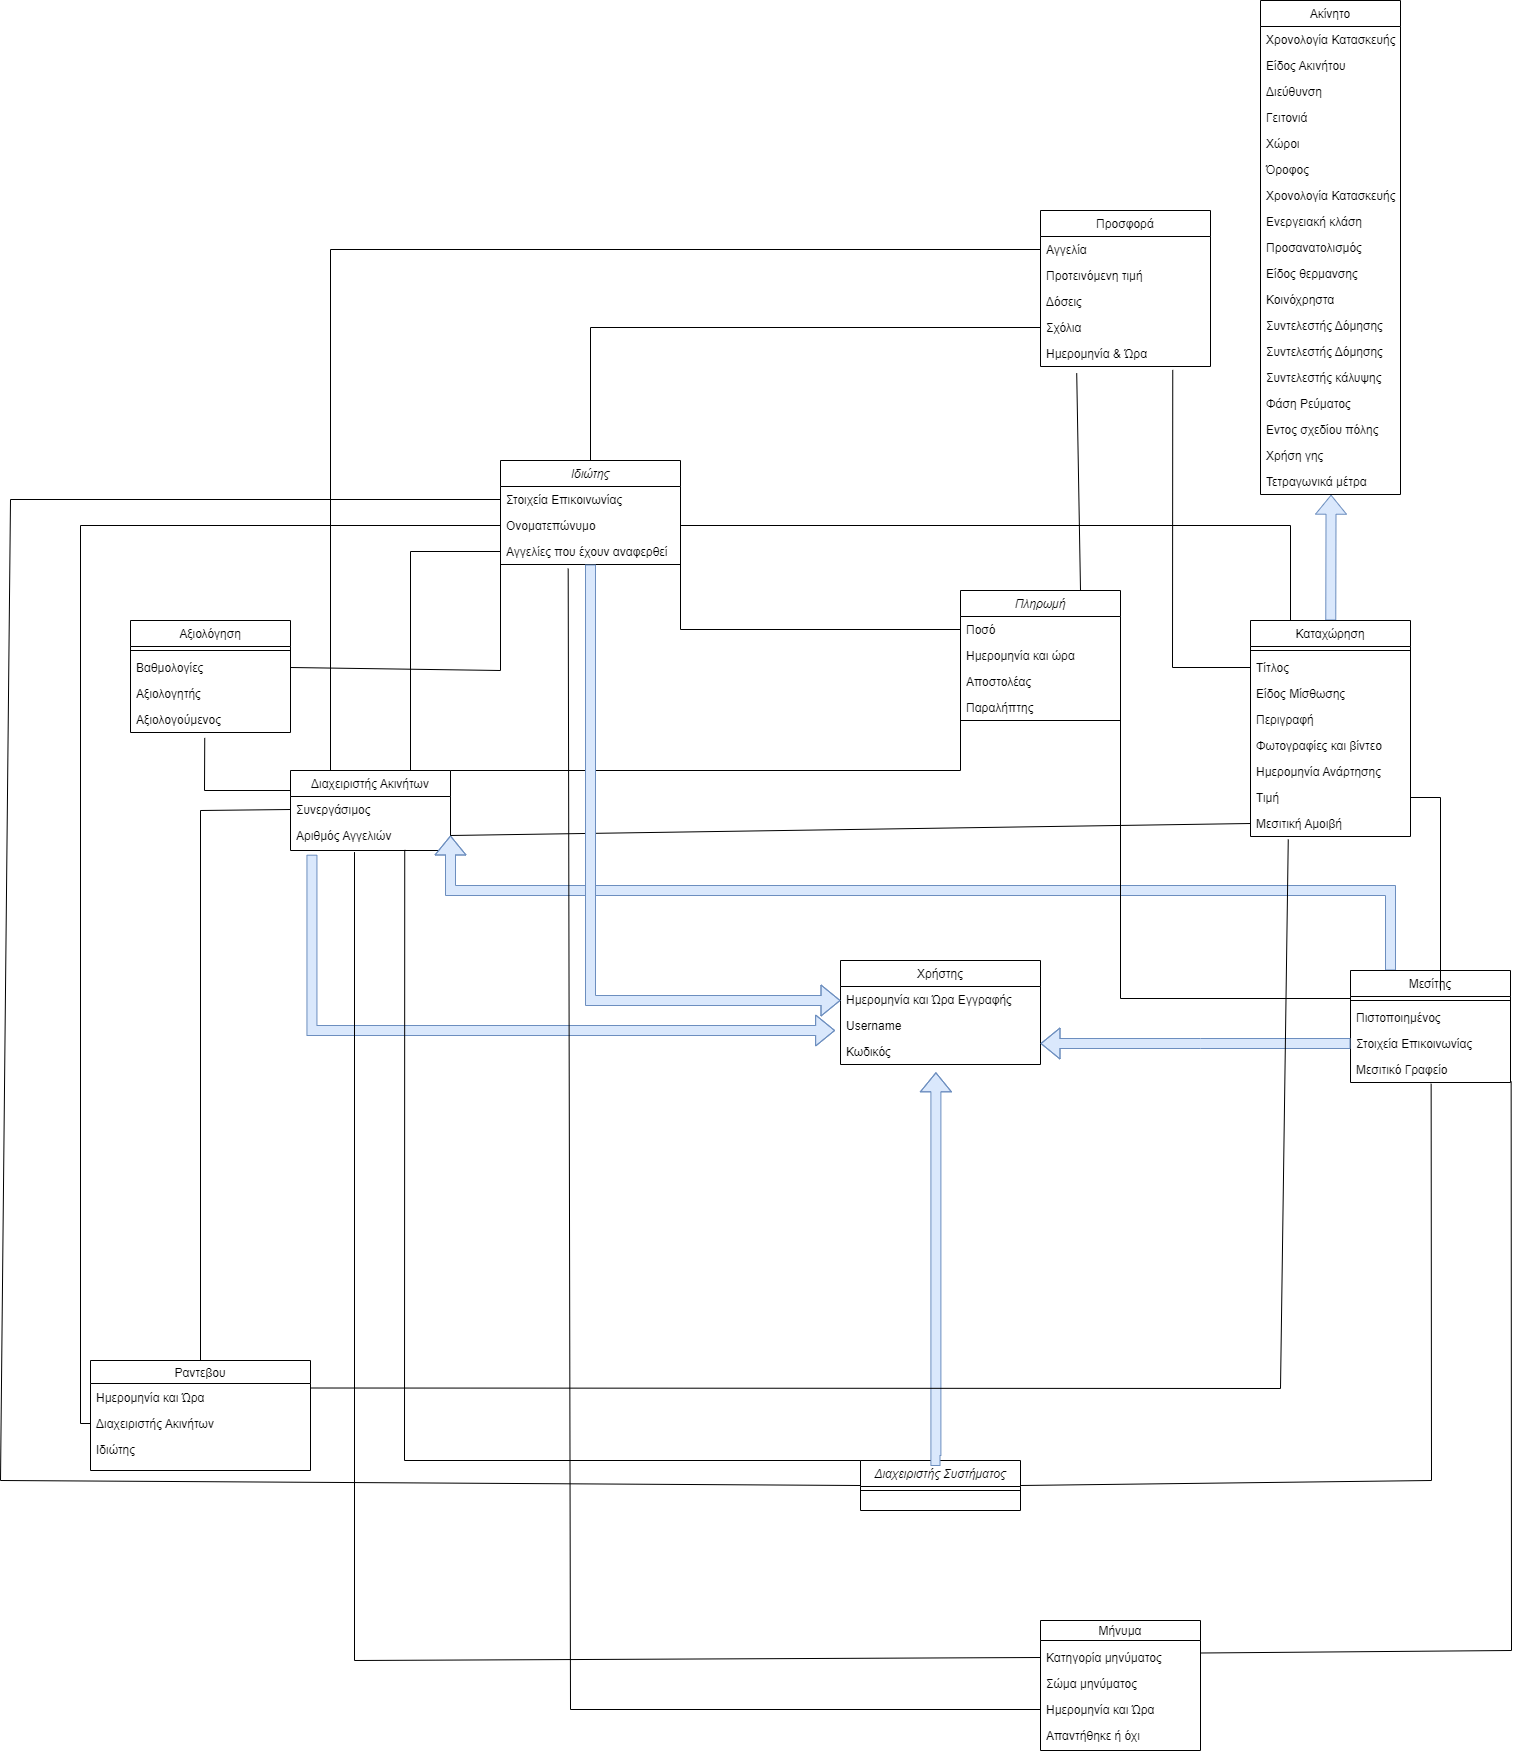 Ακίνητο
Χρονολογία Κατασκευής
Είδος Ακινήτου
Διεύθυνση
Γειτονιά
Χώροι
Όροφος
Χρονολογία Κατασκευής
Ενεργειακή κλάση
Προσανατολισμός
Είδος θερμανσης
Κοινόχρηστα
Συντελεστής Δόμησης
Συντελεστής Δόμησης
Συντελεστής κάλυψης
Φάση Ρεύματος
Εντος σχεδίου πόλης
Χρήση γης
Τετραγωνικά μέτρα
Προσφορά
Αγγελία
Προτεινόμενη τιμή
Δόσεις
Σχόλια
Ημερομηνία & Ώρα
Ιδιώτης
Στοιχεία Επικοινωνίας
Ονοματεπώνυμο
Αγγελίες που έχουν αναφερθεί
Πληρωμή
Ποσό
Ημερομηνία και ώρα
Αποστολέας
Παραλήπτης
Αξιολόγηση
Βαθμολογίες
Αξιολογητής
Αξιολογούμενος
Καταχώρηση
Τίτλος
Είδος Μίσθωσης
Περιγραφή
Φωτογραφίες και βίντεο
Ημερομηνία Ανάρτησης
Τιμή
Μεσιτική Αμοιβή
Διαχειριστής Ακινήτων
Συνεργάσιμος
Αριθμός Αγγελιών
Χρήστης
Ημερομηνία και Ώρα Εγγραφής
Username
Κωδικός
Μεσίτης
Πιστοποιημένος
Στοιχεία Επικοινωνίας
Μεσιτικό Γραφείο
Ραντεβου
Ημερομηνία και Ώρα
Διαχειριστής Ακινήτων
Ιδιώτης
Διαχειριστής Συστήματος
Μήνυμα
Κατηγορία μηνύματος
Σώμα μηνύματος
Ημερομηνία και Ώρα
Απαντήθηκε ή όχι